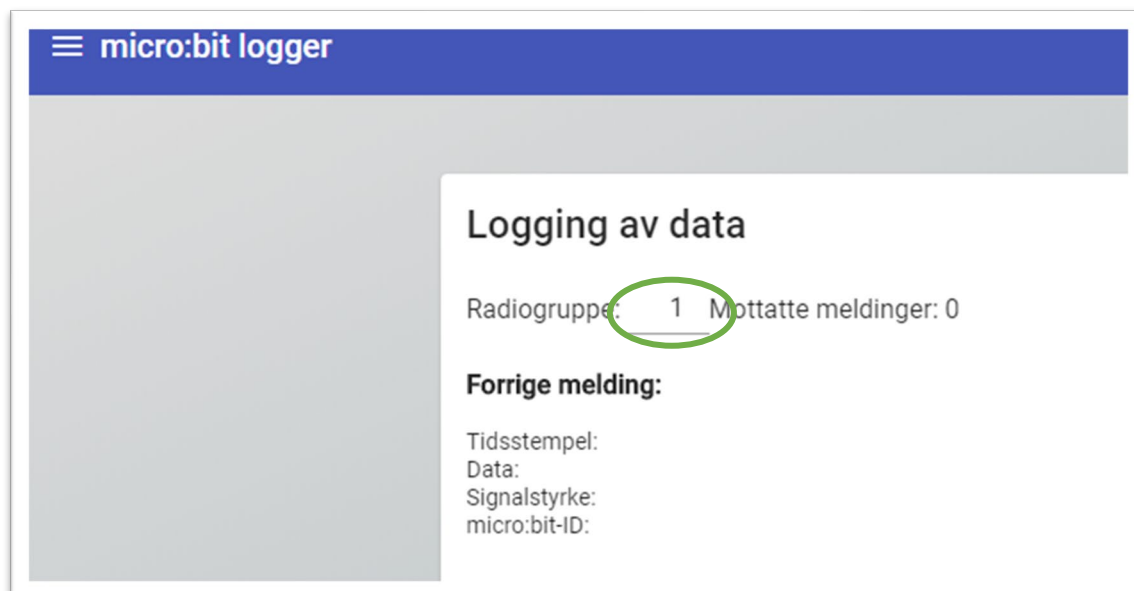 micro:bit logger
Logging av data
Radiogruppe: 1 Mottatte meldinger: 0
Forrige melding:
Tidsstempel:
Data:
Signalstyrke:
micro:bit-ID: